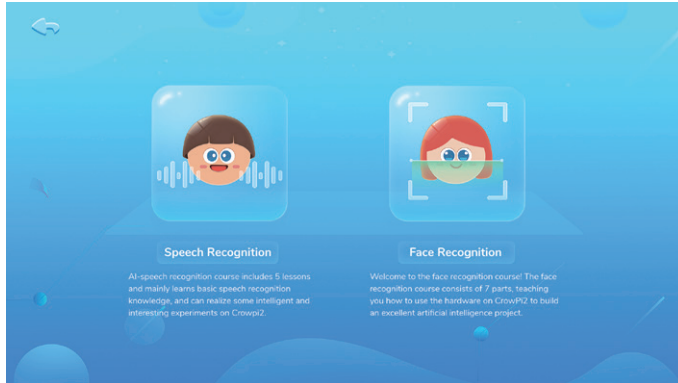 Speech Recognition
AI-speech recognition course includes 5 lessons
and mainly learns basic speech recognition
knowledge, and can realize some intelligent and
interesting experiments on Crowpi2.
Face Recognition
Welcome to the face recognition course! The face
recognition course consists of 7 parts, teaching
you how to use the hardware on CrowPi2 to build
an excellent artificial intelligence project.